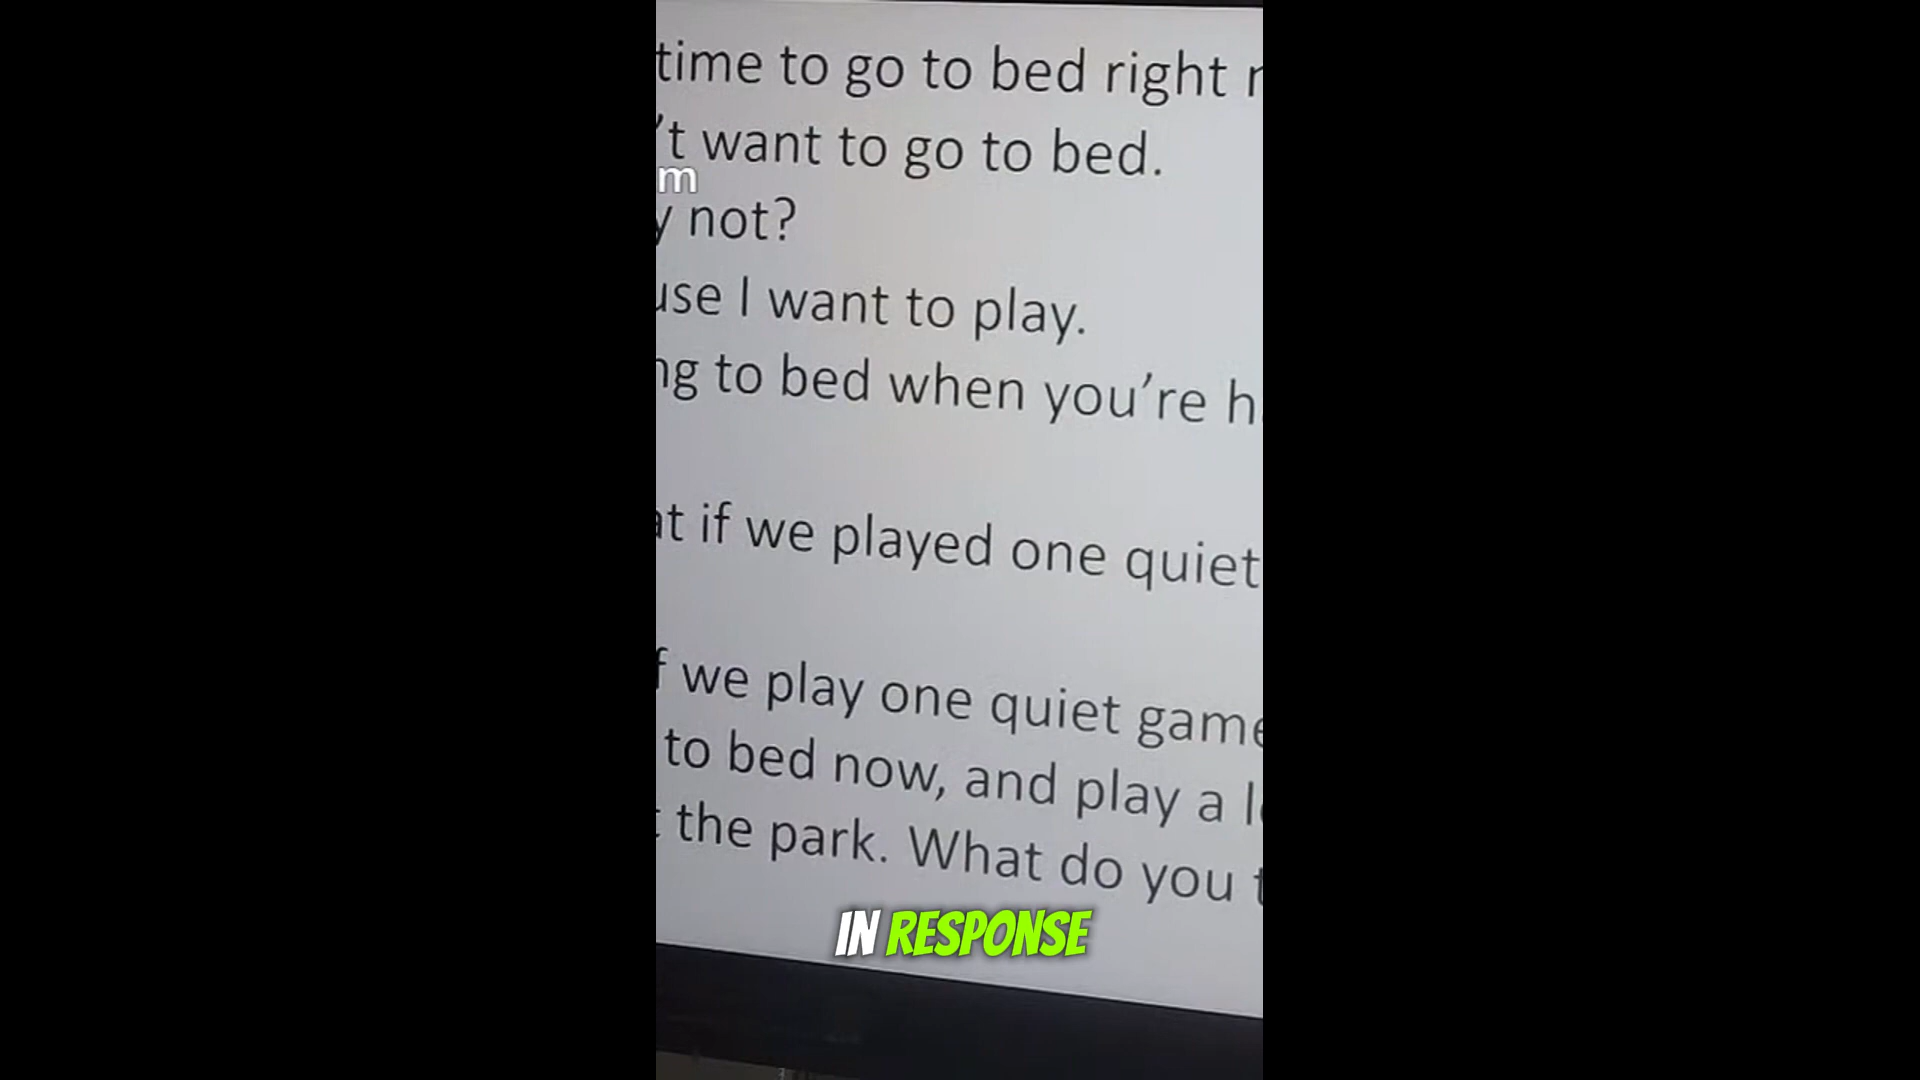 time to go to bed right
't want to go to bed.
m
not?
use I want to play.
to bed when you're
if we played one quiet
we play one quiet game
to bed now, and play a
the park. What do you
IN RESPONSE